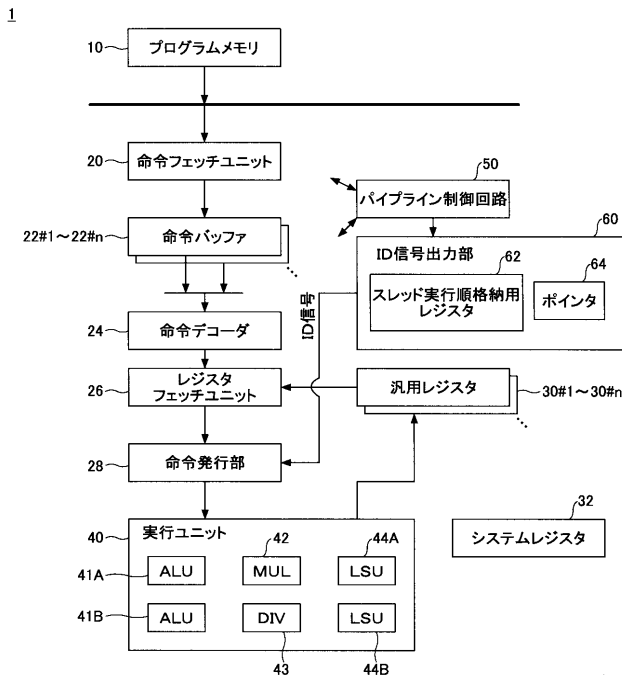 1
10
プログラムメモリ
20
命令フェッチユニット
50
パイプライン制御回路
22#1～22#n
命令バッファ
60
ID信号出力部
62
64
スレッド実行順格納用
レジスタ
ポインタ
ID信号
24
命令デコーダ
26
レジスタ
フェッチユニット
汎用レジスタ
30#1～30#n
28
命令発行部
40
実行ユニット
42
44A
32
システムレジスタ
41A
ALU
MUL
LSU
41B
ALU
DIV
LSU
43
44B